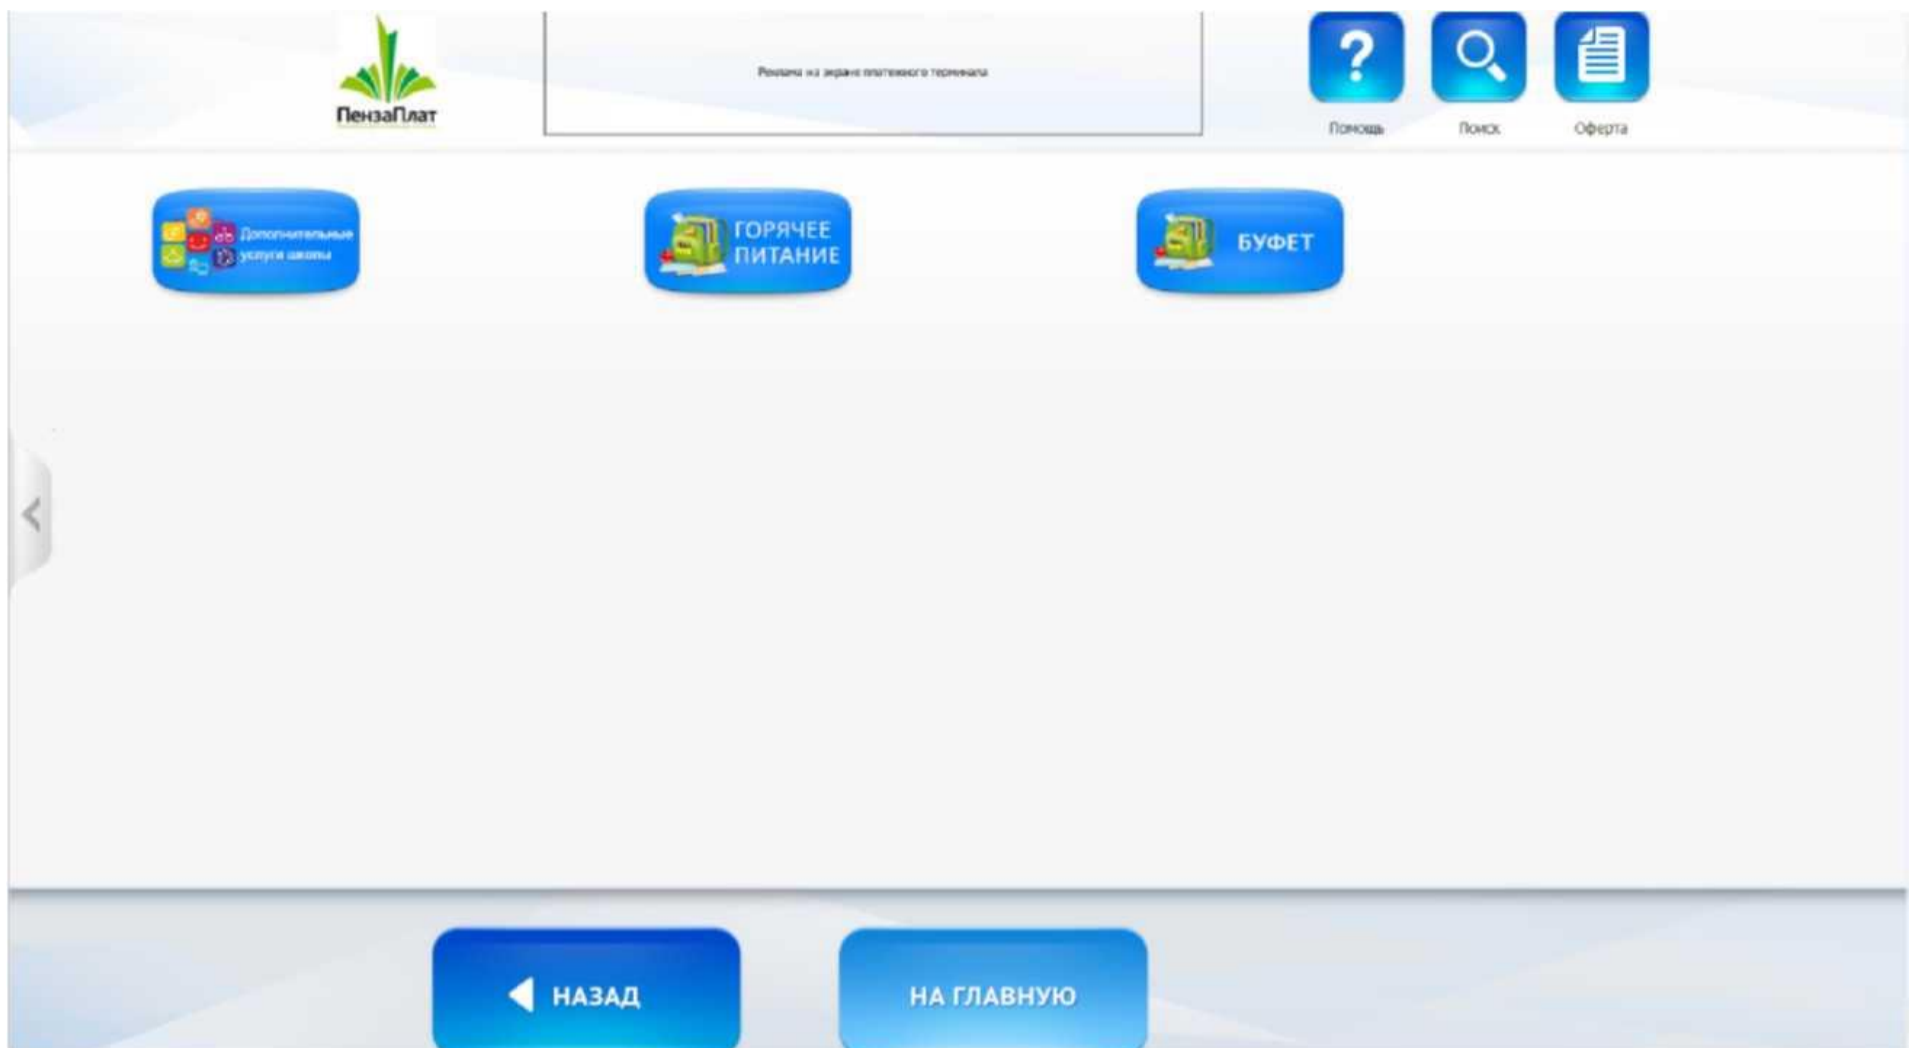 ПензаПлат
Реклама на экране платежного терминала
Помощь
Поиск
Оферта
Дополнительные
услуги школы
ГОРЯЧЕЕ
ПИТАНИЕ
БУФЕТ
НАЗАД
НА ГЛАВНУЮ